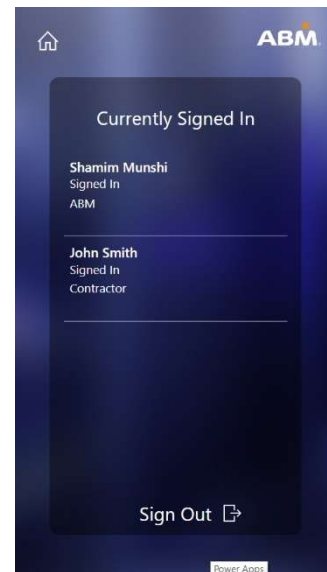 ABM
Currently Signed In
Shamim Munshi
Signed In
ABM
John Smith
Signed In
Contractor
Sign Out
Power Apps